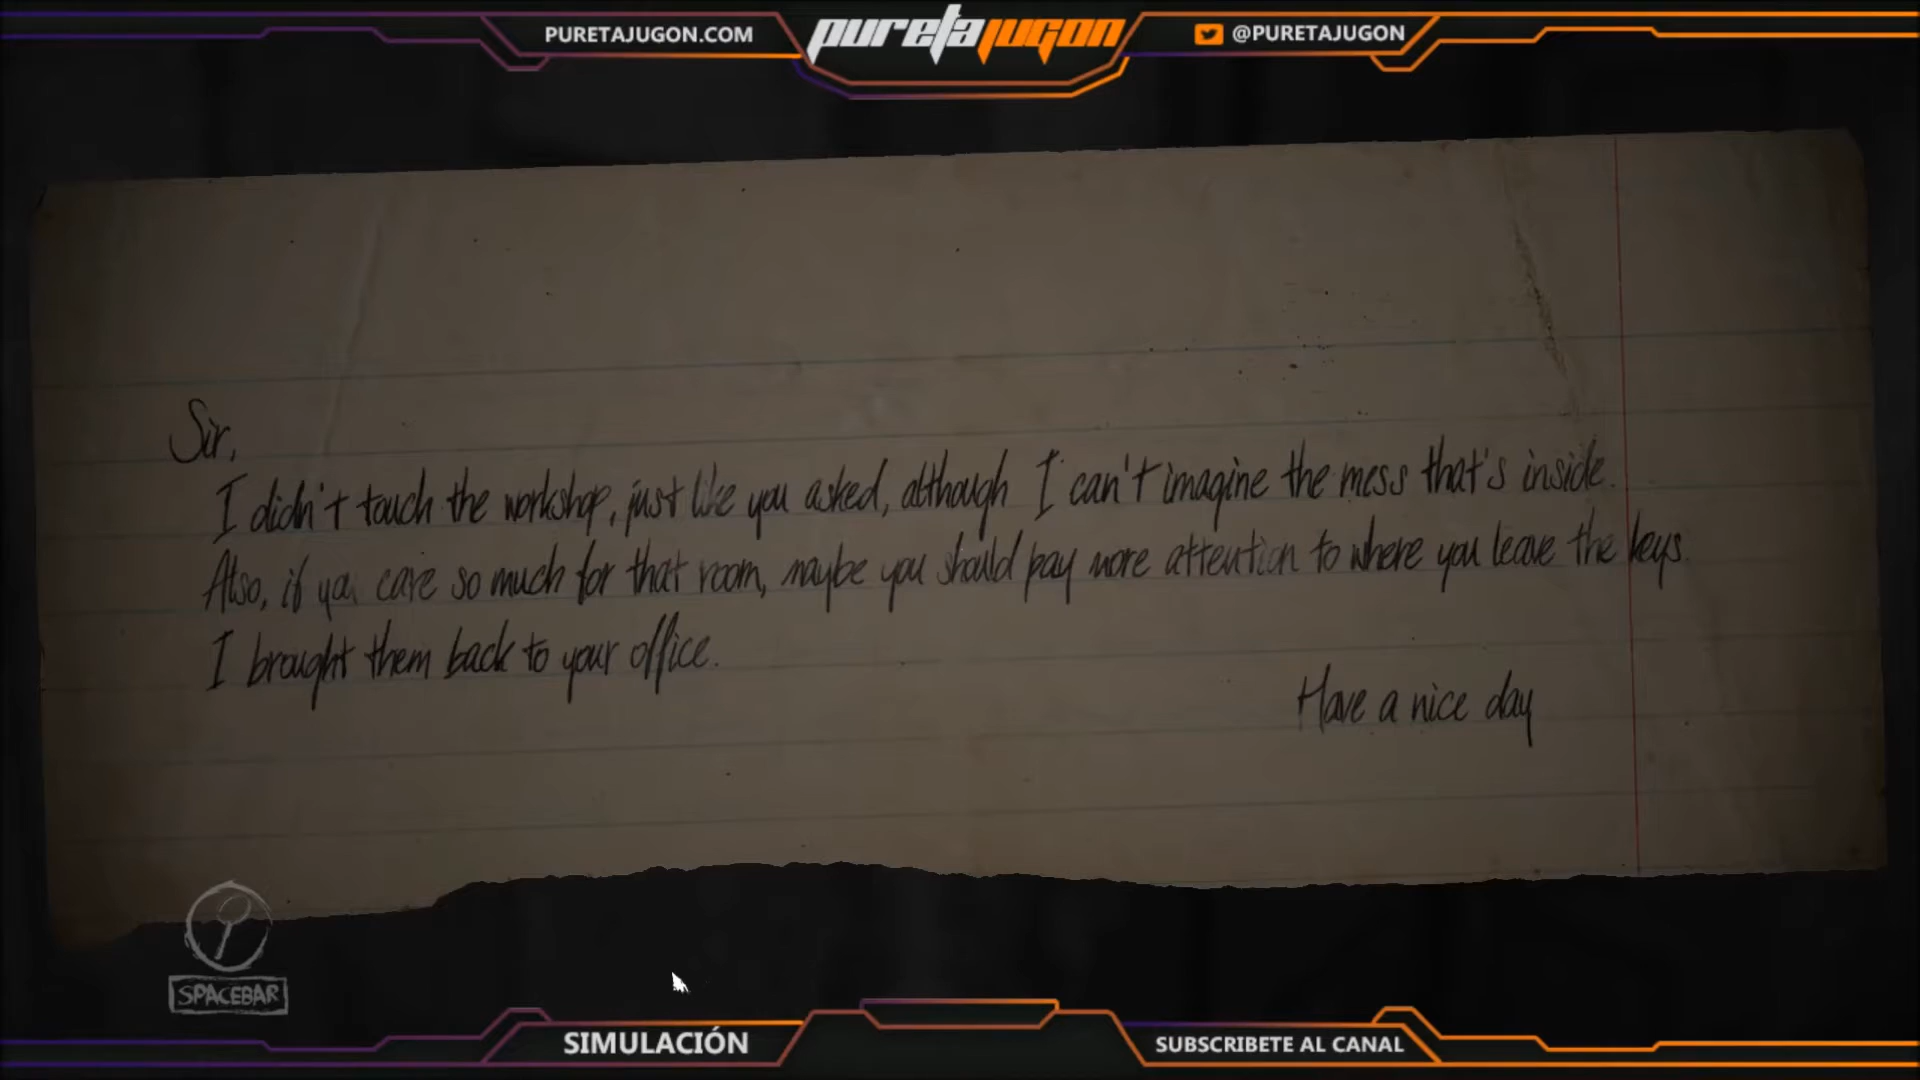 PURETAJUGON.COM
puretajugon
@PURETAJUGON
Sir,
I didn't touch the workshop, just like you asked, although I can't imagine the mess that's inside.
Also, if you care so much for that room, maybe you should pay more attention to where you leave the keys.
I brought them back to your office.
Have a nice day
SPACEBAR
SIMULACIÓN
SUBSCRIBETE AL CANAL